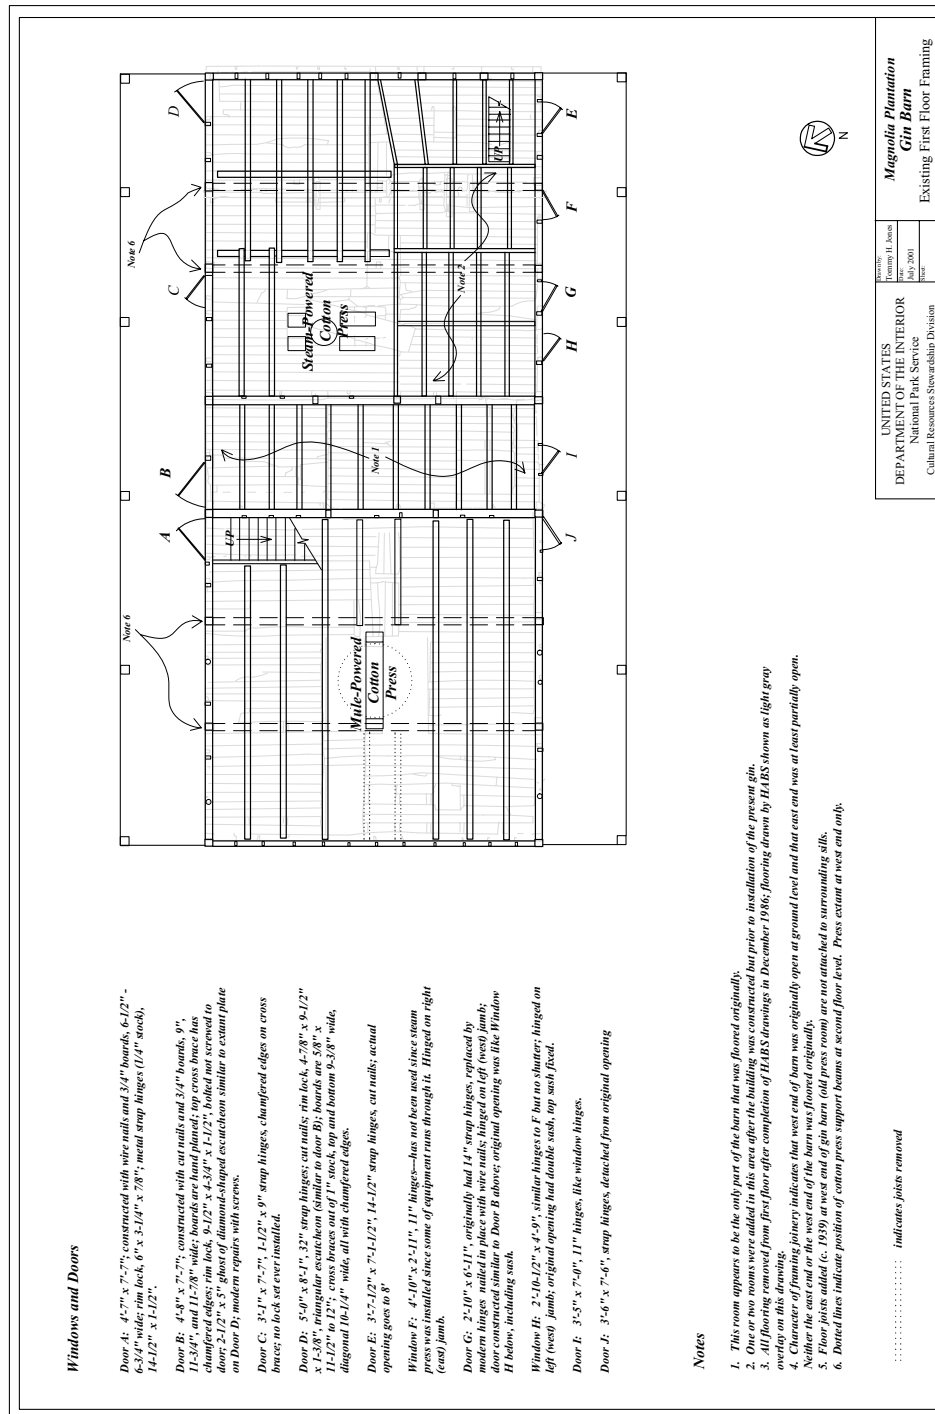 Windows and Doors
Door A: 4'-7" x 7'-7"; constructed with wire nails and 3/4" boards, 6-1/2" -
6-3/4" wide; rim lock, 6" x 3-1/4" x 7/8"; metal strap hinges (1/4" stock),
14-1/2" x 1-1/2".
Door B: 4'-8" x 7'-7"; constructed with cut nails and 3/4" boards, 9",
11-3/4", and 11-7/8" wide; boards are hand planed; top cross brace has
chamfered edges; rim lock, 9-1/2" x 4-3/4" x 1-1/2", bolted not screwed to
door; 2-1/2" x 5" ghost of diamond-shaped escutcheon similar to extant plate
on Door D; modern repairs with screws.
Door C: 3'-1" x 7'-7", 1-1/2" x 9" strap hinges, chamfered edges on cross
brace; no lock set ever installed.
Door D: 5'-0" x 8'-1", 32" strap hinges; cut nails; rim lock, 4-7/8" x 9-1/2"
x 1-3/8", triangular escutcheon (similar to door B); boards are 5/8" x
11-1/2" to 12"; cross braces out of 1" stock, top and bottom 9-3/8" wide,
diagonal 10-1/4" wide, all with chamfered edges.
Door E: 3'-7-1/2" x 7'-1-1/2", 14-1/2" strap hinges, cut nails; actual
opening goes to 8'
Window F: 4'-10" x 2'-11", 11" hinges—has not been used since steam
press was installed since some of equipment runs through it. Hinged on right
(east) jamb.
Door G: 2'-10" x 6'-11", originally had 14" strap hinges, replaced by
modern hinges nailed in place with wire nails; hinged on left (west) jamb;
door constructed similar to Door B above; original opening was like Window
H below, including sash.
Window H: 2'-10-1/2" x 4'-9", similar hinges to F but no shutter; hinged on
left (west) jamb; original opening had double sash, top sash fixed.
Door I: 3'-5" x 7'-0", 11" hinges, like window hinges.
Door J: 3'-6" x 7'-6", strap hinges, detached from original opening
Notes
1. This room appears to be the only part of the barn that was floored originally.
2. One or two rooms were added in this area after the building was constructed but prior to installation of the present gin.
3. All flooring removed from first floor after completion of HABS drawings in December 1986; flooring drawn by HABS shown as light gray
overlay on this drawing.
4. Character of framing joinery indicates that west end of barn was originally open at ground level and that east end was at least partially open.
Neither the east end or the west end of the barn was floored originally.
5. Floor joists added (c. 1939) at west end of gin barn (old press room) are not attached to surrounding sills.
6. Dotted lines indicate position of cotton press support beams at second floor level. Press extant at west end only.
indicates joists removed
Note 6
Note 6
A
B
C
D
UP
Mule-Powered
Cotton
Press
Note 1
Steam-Powered
Cotton
Press
Note 2
UP
J
I
H
G
F
E
N
UNITED STATES
DEPARTMENT OF THE INTERIOR
National Park Service
Cultural Resources Stewardship Division
Drawn by:
Tommy H. Jones
Date:
July 2001
Sheet:
Magnolia Plantation
Gin Barn
Existing First Floor Framing